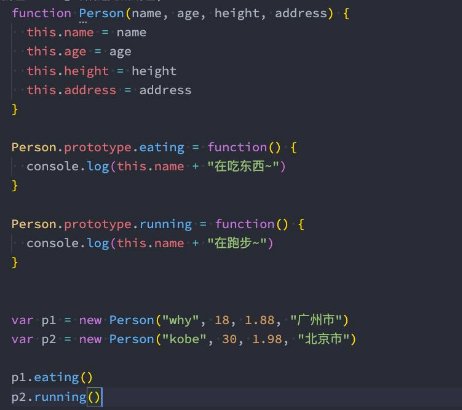 function Person(name, age, height, address) {
  this.name = name
  this.age = age
  this.height = height
  this.address = address
}
Person.prototype.eating = function() {
  console.log(this.name + "在吃东西~")
}
Person.prototype.running = function() {
  console.log(this.name + "在跑步~")
}
var p1 = new Person("why", 18, 1.88, "广州市")
var p2 = new Person("kobe", 30, 1.98, "北京市")
p1.eating()
p2.running()